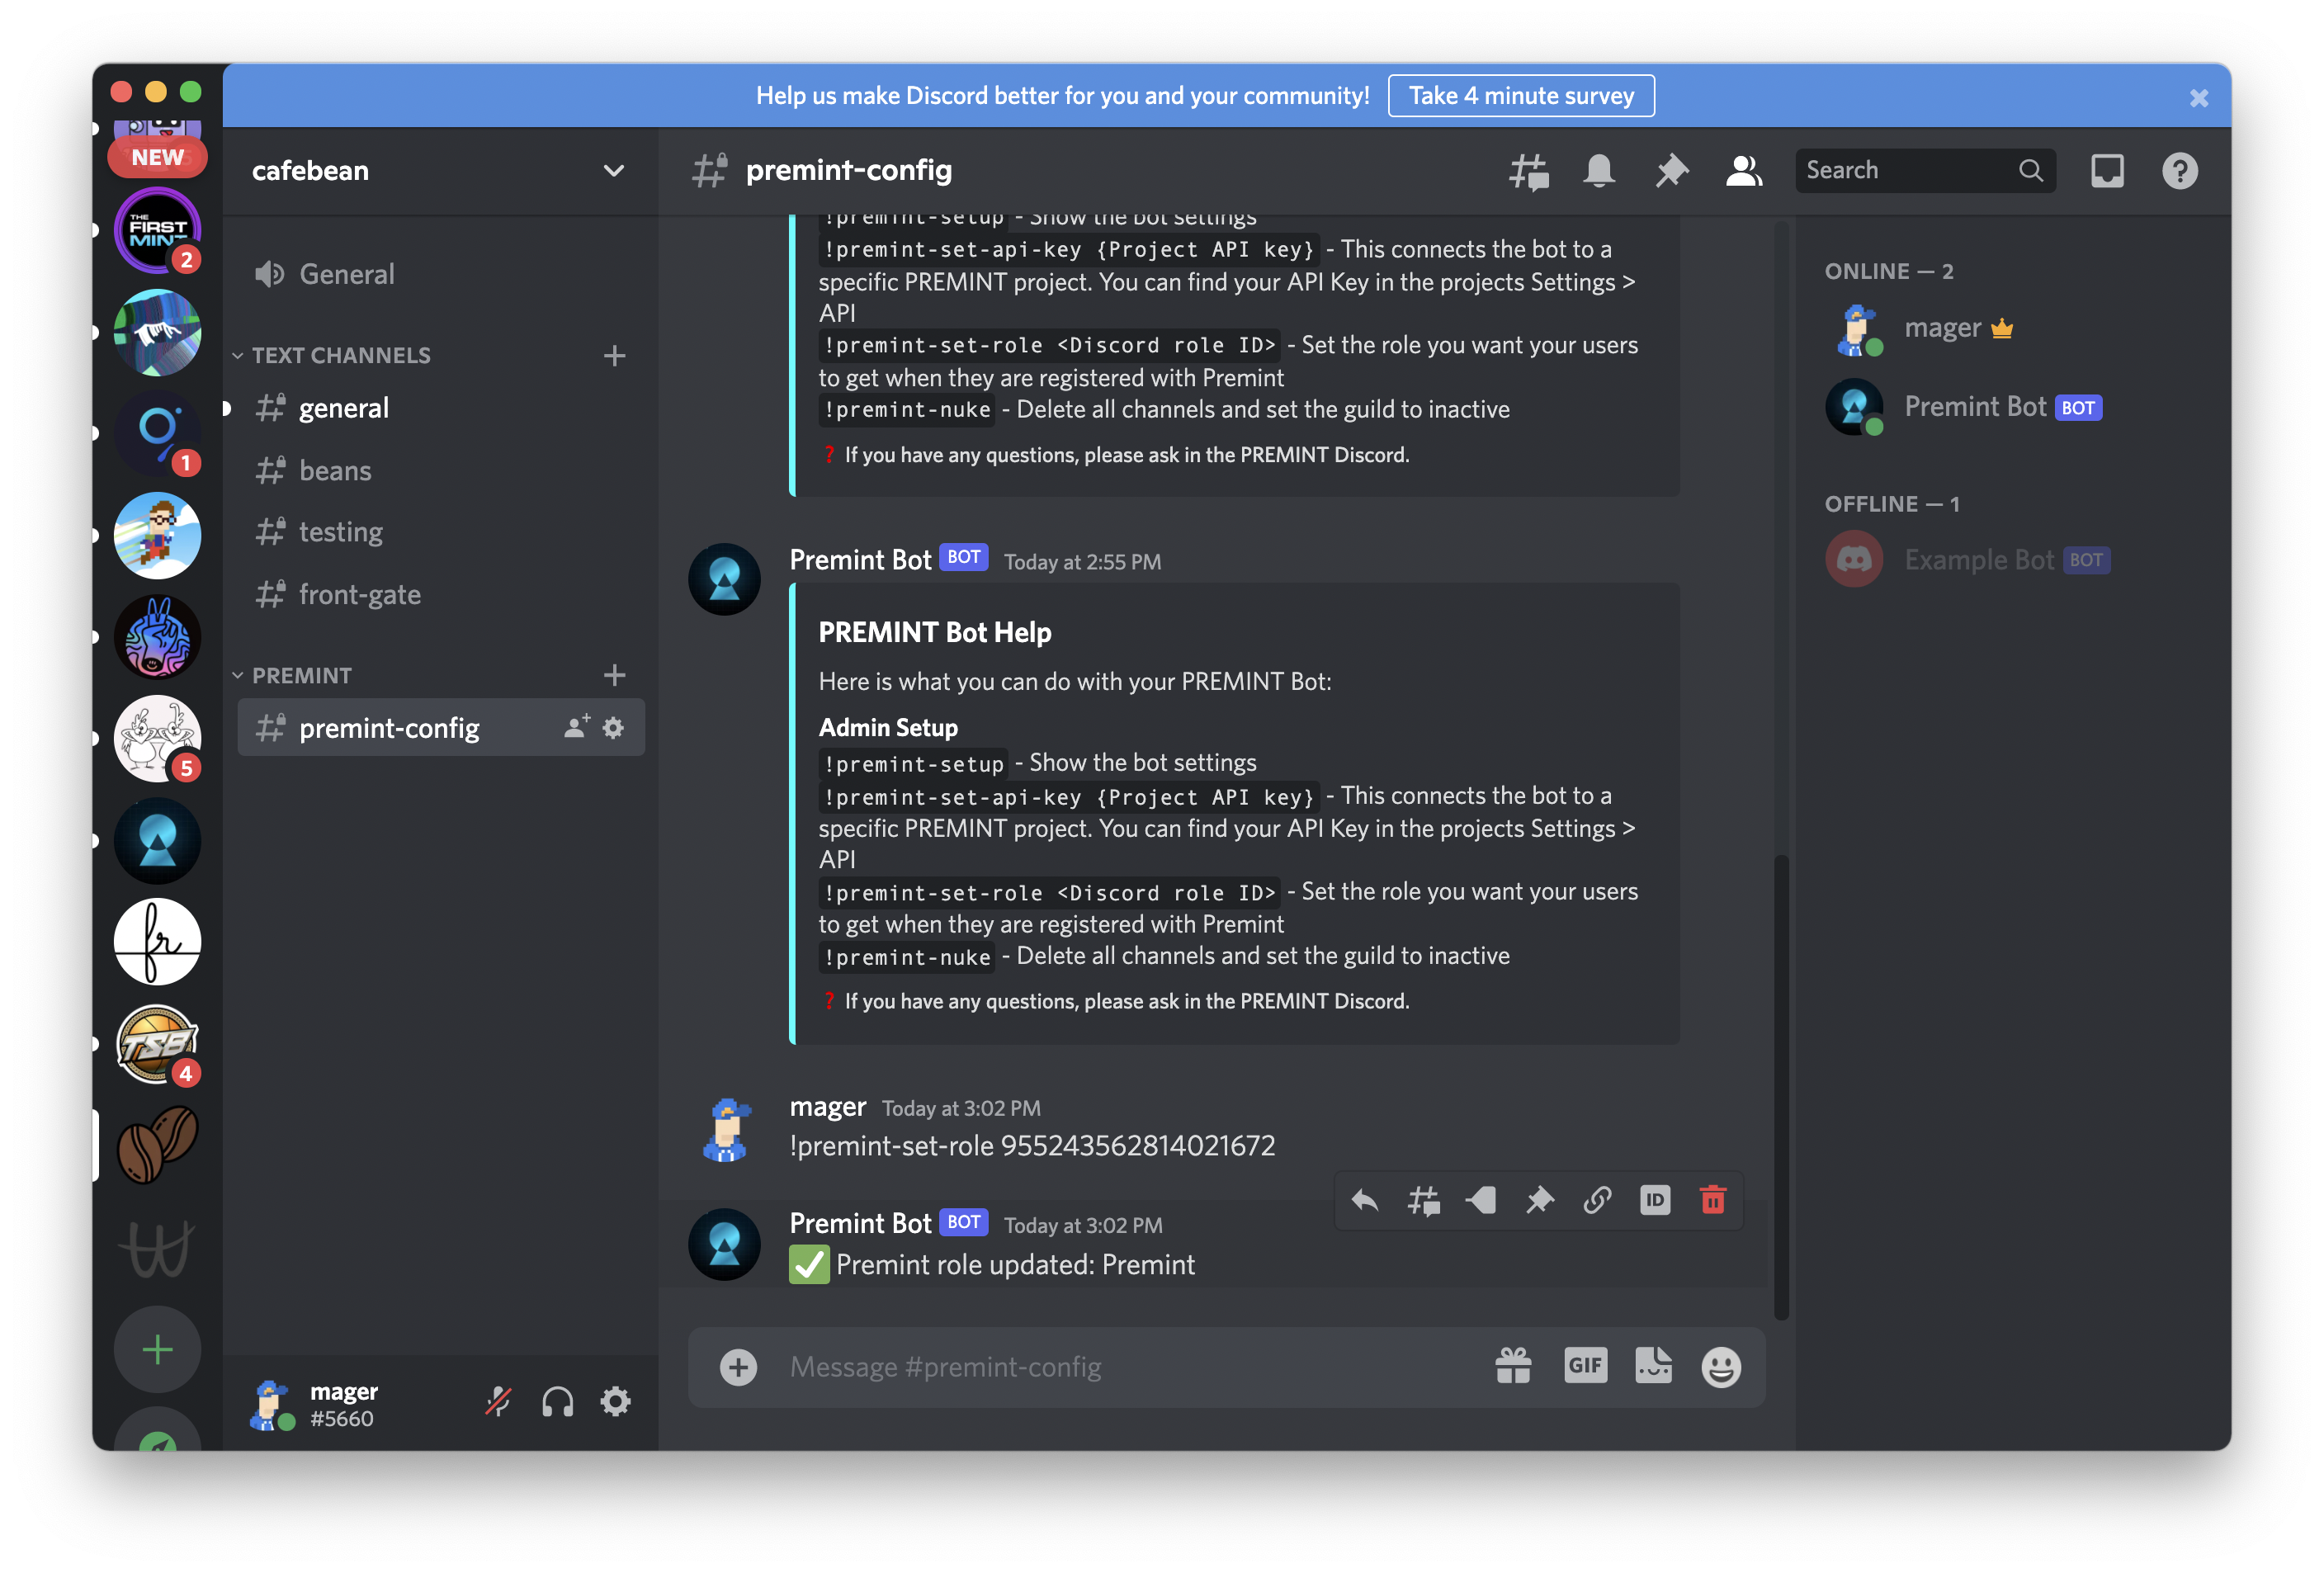 Help us make Discord better for you and your community!
Take 4 minute survey
NEW
THE
FIRST
MINT
2
1
5
TSB
4
cafebean
General
TEXT CHANNELS
general
beans
testing
front-gate
PREMINT
premint-config
mager
#5660
premint-config
Search
!premint-setup - Show the bot settings
!premint-set-api-key {Project API key} - This connects the bot to a
specific PREMINT project. You can find your API Key in the projects Settings >
API
!premint-set-role <Discord role ID> - Set the role you want your users
to get when they are registered with Premint
!premint-nuke - Delete all channels and set the guild to inactive
❓ If you have any questions, please ask in the PREMINT Discord.
Premint Bot BOT Today at 2:55 PM
PREMINT Bot Help
Here is what you can do with your PREMINT Bot:
Admin Setup
!premint-setup - Show the bot settings
!premint-set-api-key {Project API key} - This connects the bot to a
specific PREMINT project. You can find your API Key in the projects Settings >
API
!premint-set-role <Discord role ID> - Set the role you want your users
to get when they are registered with Premint
!premint-nuke - Delete all channels and set the guild to inactive
❓ If you have any questions, please ask in the PREMINT Discord.
mager Today at 3:02 PM
!premint-set-role 955243562814021672
ID
Premint Bot BOT Today at 3:02 PM
✅ Premint role updated: Premint
Message #premint-config
GIF
ONLINE — 2
mager
Premint Bot BOT
OFFLINE — 1
Example Bot BOT